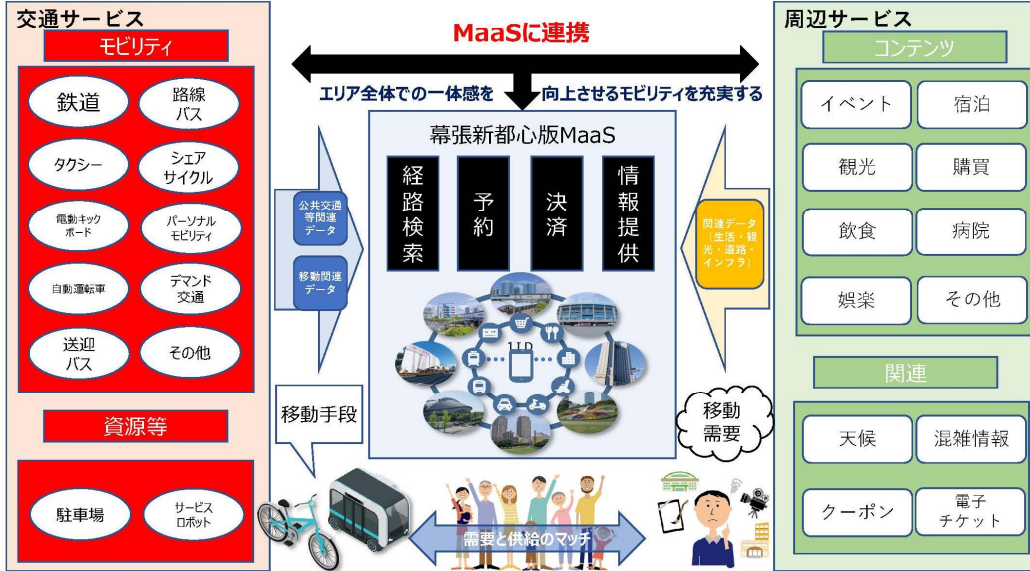 交通サービス
モビリティ
鉄道
路線
バス
タクシー
シェア
サイクル
電動キック
ボード
パーソナル
モビリティ
自動運転車
デマンド
交通
送迎
バス
その他
資源等
駐車場
サービス
ロボット
MaaSに連携
エリア全体での一体感を 向上させるモビリティを充実する
幕張新都心版MaaS
経路検索
予約
決済
情報提供
1ID
公共交通
等関連
データ
移動関連
データ
関連データ
(生活・観
光・道路・
インフラ)
移動手段
移動
需要
需要と供給のマッチ
周辺サービス
コンテンツ
イベント
宿泊
観光
購買
飲食
病院
娯楽
その他
関連
天候
混雑情報
クーポン
電子
チケット